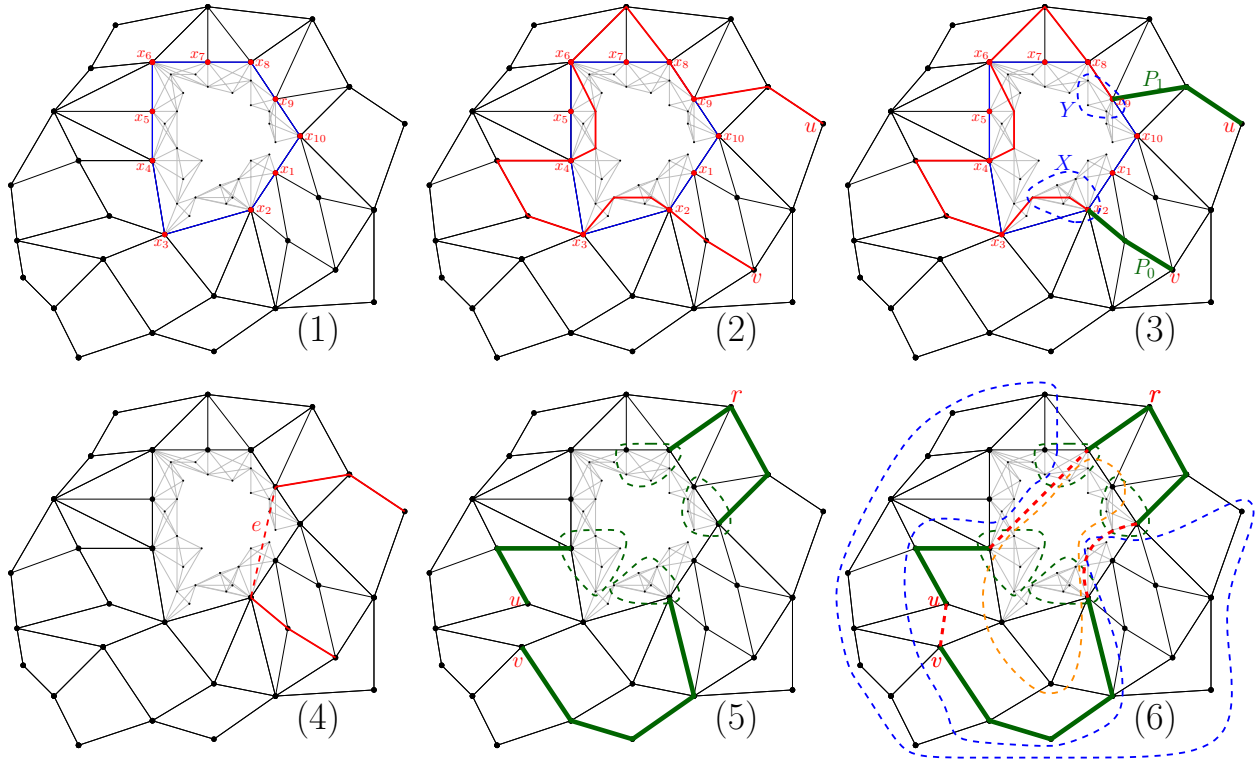 x₆ x₇ x₈
x₉
x₅
x₁₀
x₄
x₁
x₂
x₃
(1)
x₆ x₇ x₈
x₉
x₅
u
x₁₀
x₄
x₁
x₂
x₃
v
(2)
x₆ x₇ x₈
P₁
Y x₉
x₅
u
x₁₀
x₄
X
x₁
x₂
x₃
P₀ v
(3)
e
(4)
r
u
v
(5)
r
u
v
(6)